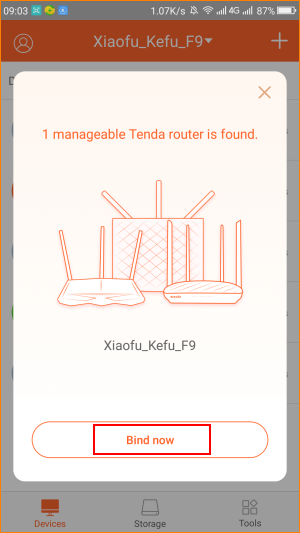 09:03 1.07K/s 4G 87%
Xiaofu_Kefu_F9
D
1 manageable Tenda router is found.
Xiaofu_Kefu_F9
Bind now
Devices Storage Tools